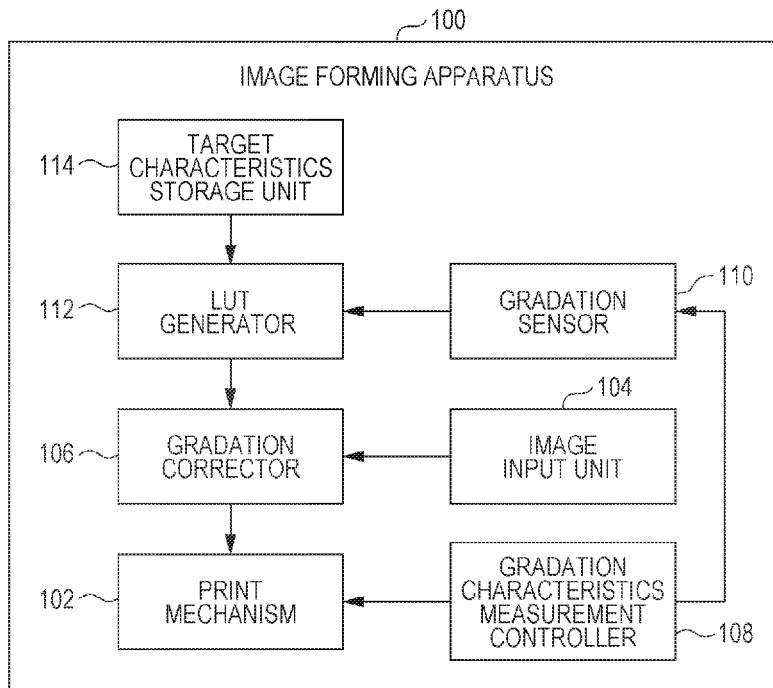 100
IMAGE FORMING APPARATUS
114
TARGET
CHARACTERISTICS
STORAGE UNIT
112
LUT
GENERATOR
GRADATION
SENSOR
110
104
106
GRADATION
CORRECTOR
IMAGE
INPUT UNIT
102
PRINT
MECHANISM
GRADATION
CHARACTERISTICS
MEASUREMENT
CONTROLLER
108